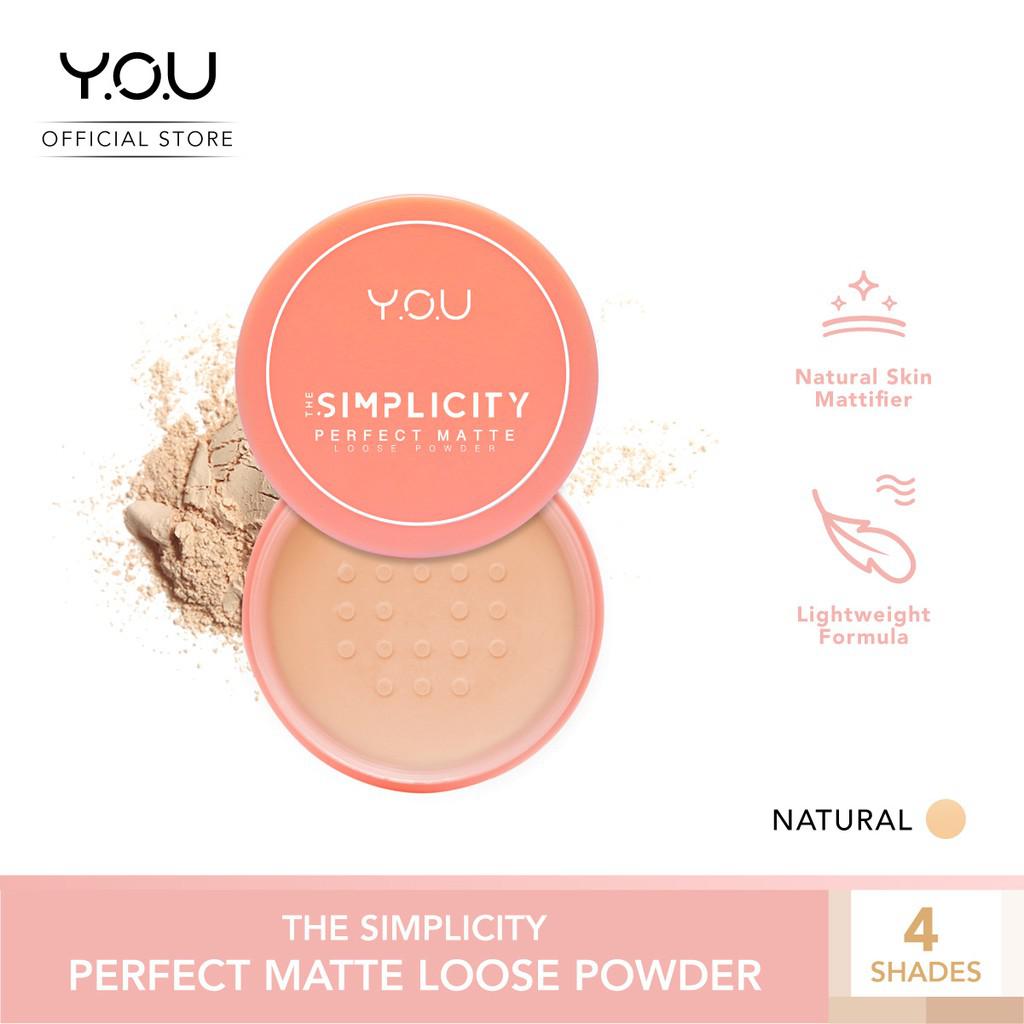 Y.O.U
OFFICIAL STORE
Y.O.U
THE SIMPLICITY
PERFECT MATTE
LOOSE POWDER
Natural Skin
Mattifier
Lightweight
Formula
NATURAL
THE SIMPLICITY
PERFECT MATTE LOOSE POWDER
4
SHADES